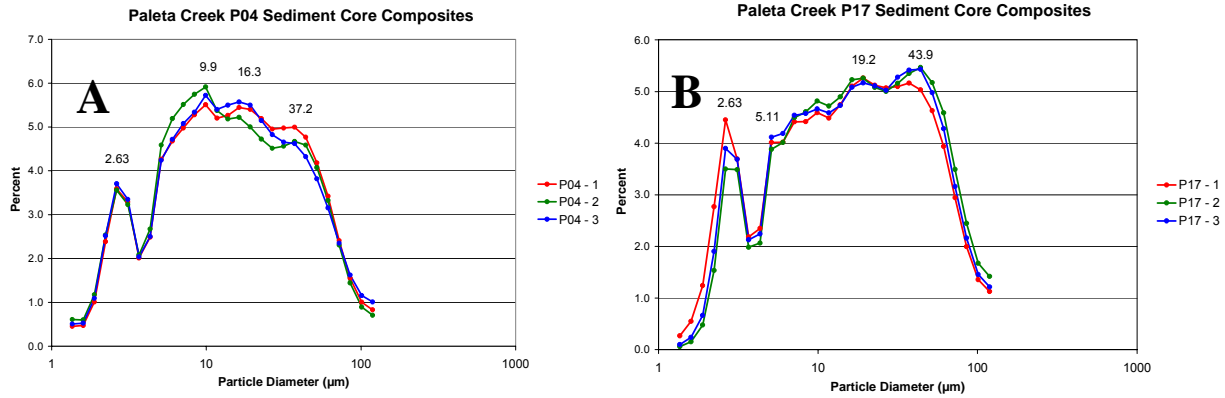 Paleta Creek P04 Sediment Core Composites
7.0
6.0
5.0
4.0
3.0
2.0
1.0
0.0
Percent
A
2.63
9.9
16.3
37.2
1
10
100
1000
Particle Diameter (µm)
P04 - 1
P04 - 2
P04 - 3
Paleta Creek P17 Sediment Core Composites
6.0
5.0
4.0
3.0
2.0
1.0
0.0
Percent
B
2.63
5.11
19.2
43.9
1
10
100
1000
Particle Diameter (µm)
P17 - 1
P17 - 2
P17 - 3